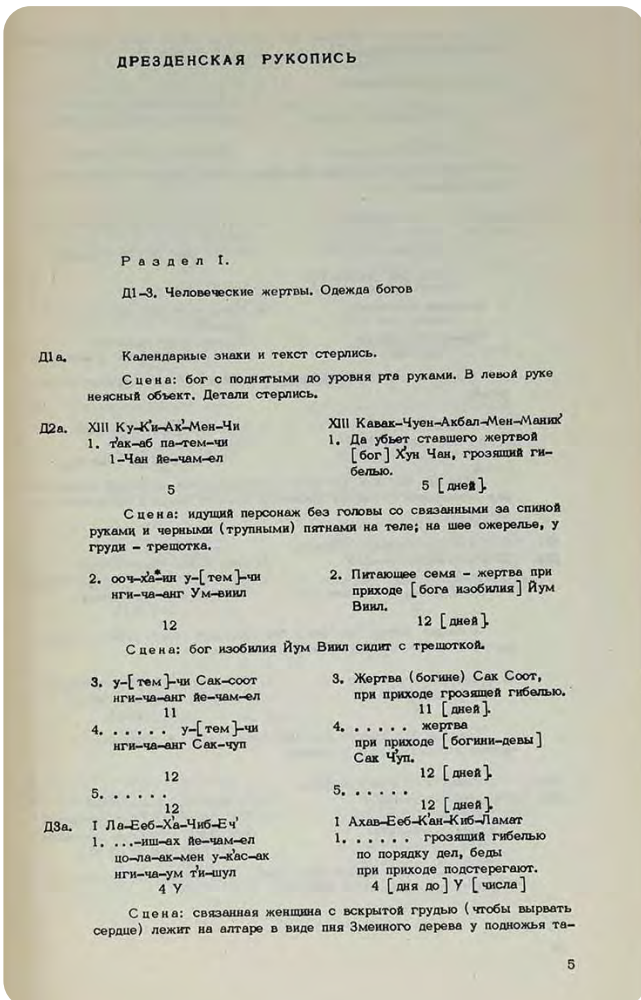 ДРЕЗДЕНСКАЯ РУКОПИСЬ
Раздел I.
Д1-3. Человеческие жертвы. Одежда богов
Д1а. Календарные знаки и текст стерлись.
Сцена: бог с поднятыми до уровня рта руками. В левой руке
неясный объект. Детали стерлись.
Д2а. XIII Ку-К'и-Ак'-Мен-Чи
1. т'ак-аб па-тем-чи
1-Чан йе-чам-ел
5
XIII Кавак-Чуен-Акбал-Мен-Маник'
1. Да убьет ставшего жертвой
[бог] Х'ун Чан, грозящий ги-
белью.
5 [дней].
Сцена: идущий персонаж без головы со связанными за спиной
руками и черными (трупными) пятнами на теле; на шее ожерелье, у
груди - трещотка.
2. ооч-х'а*-ин у-[тем]-чи
нги-ча-анг Ум-виил
12
2. Питающее семя - жертва при
приходе [бога изобилия] Йум
Виил.
12 [дней].
Сцена: бог изобилия Йум Виил сидит с трещоткой.
3. у-[тем]-чи Сак-соот
нги-ча-анг йе-чам-ел
11
4. . . . . . у-[тем]-чи
нги-ча-анг Сак-чуп
12
5. . . . . .
12
3. Жертва (богине) Сак Соот,
при приходе грозящей гибелью.
11 [дней].
4. . . . . . жертва
при приходе [богини-девы]
Сак Ч'уп.
12 [дней].
5. . . . . .
12 [дней].
Д3а. I Ла-Ееб-Х'а-Чиб-Еч'
1. ...-иш-ах йе-чам-ел
цо-ла-ак-мен у-к'ас-ак
нги-ча-ум т'и-шул
4 У
I Ахав-Ееб-К'ан-Киб-Ламат
1. . . . . . грозящий гибелью
по порядку дел, беды
при приходе подстерегают.
4 [дня до] У [числа]
Сцена: связанная женщина с вскрытой грудью (чтобы вырвать
сердце) лежит на алтаре в виде пня Змеиного дерева у подножья та-
5